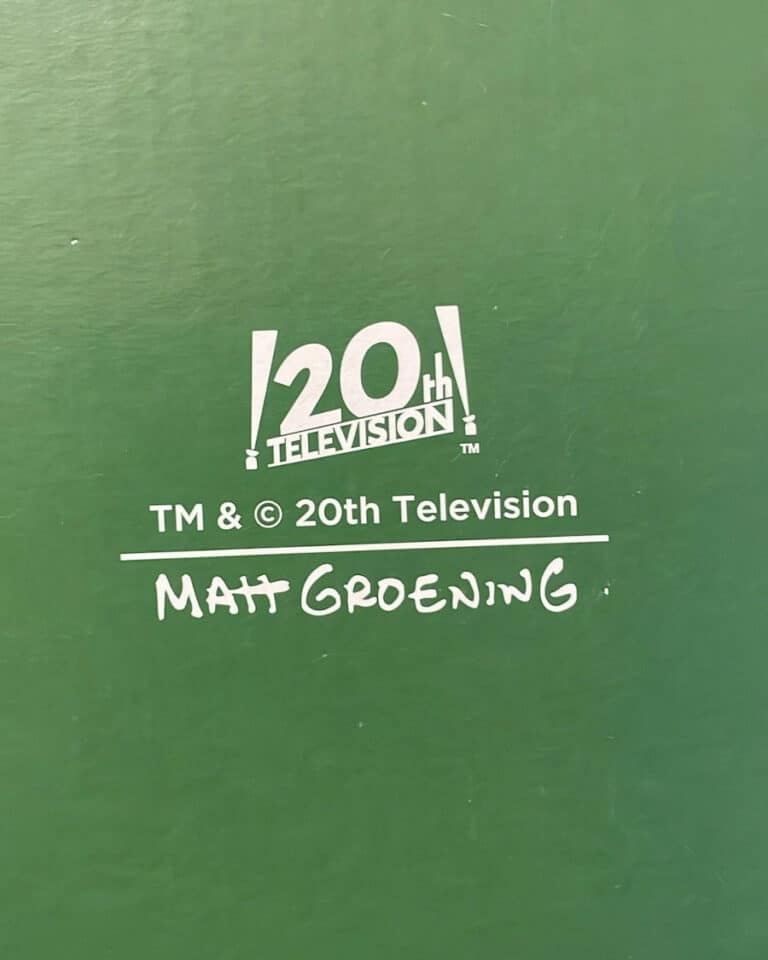 20th
TELEVISION
TM
TM & © 20th Television
MATT GROENING